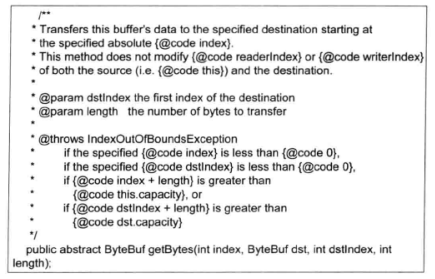 /**
* Transfers this buffer's data to the specified destination starting at
* the specified absolute {@code index}.
* This method does not modify {@code readerIndex} or {@code writerIndex}
* of both the source (i.e. {@code this}) and the destination.
*
* @param dstIndex the first index of the destination
* @param length the number of bytes to transfer
*
* @throws IndexOutOfBoundsException
* if the specified {@code index} is less than {@code 0},
* if the specified {@code dstIndex} is less than {@code 0},
* if {@code index + length} is greater than
* {@code this.capacity}, or
* if {@code dstIndex + length} is greater than
* {@code dst.capacity}
*/
public abstract ByteBuf getBytes(int index, ByteBuf dst, int dstIndex, int
length);